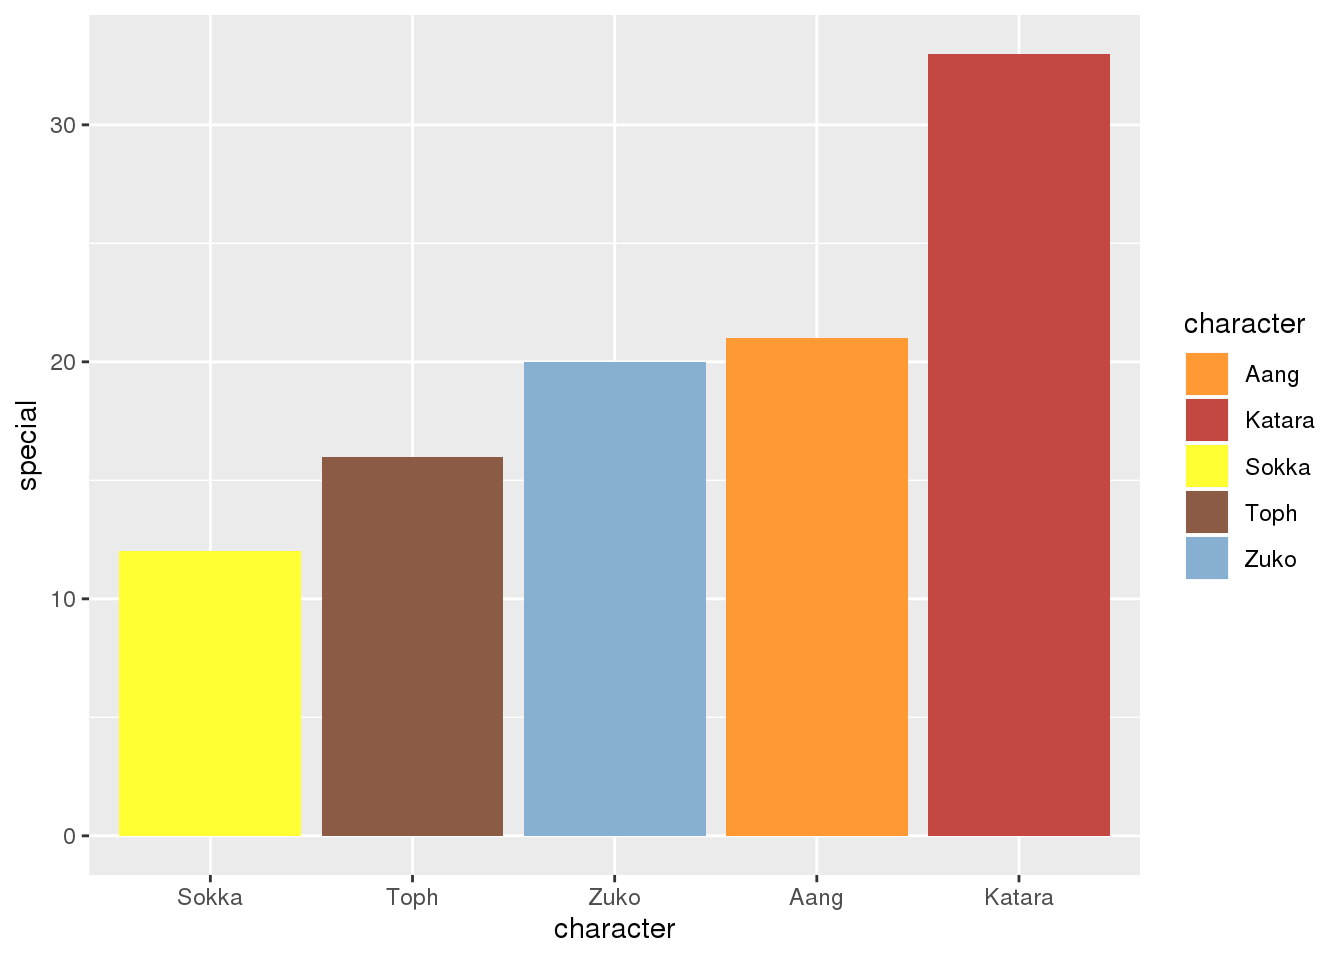 30
20
10
0
special
Sokka Toph Zuko Aang Katara
character
character
Aang
Katara
Sokka
Toph
Zuko